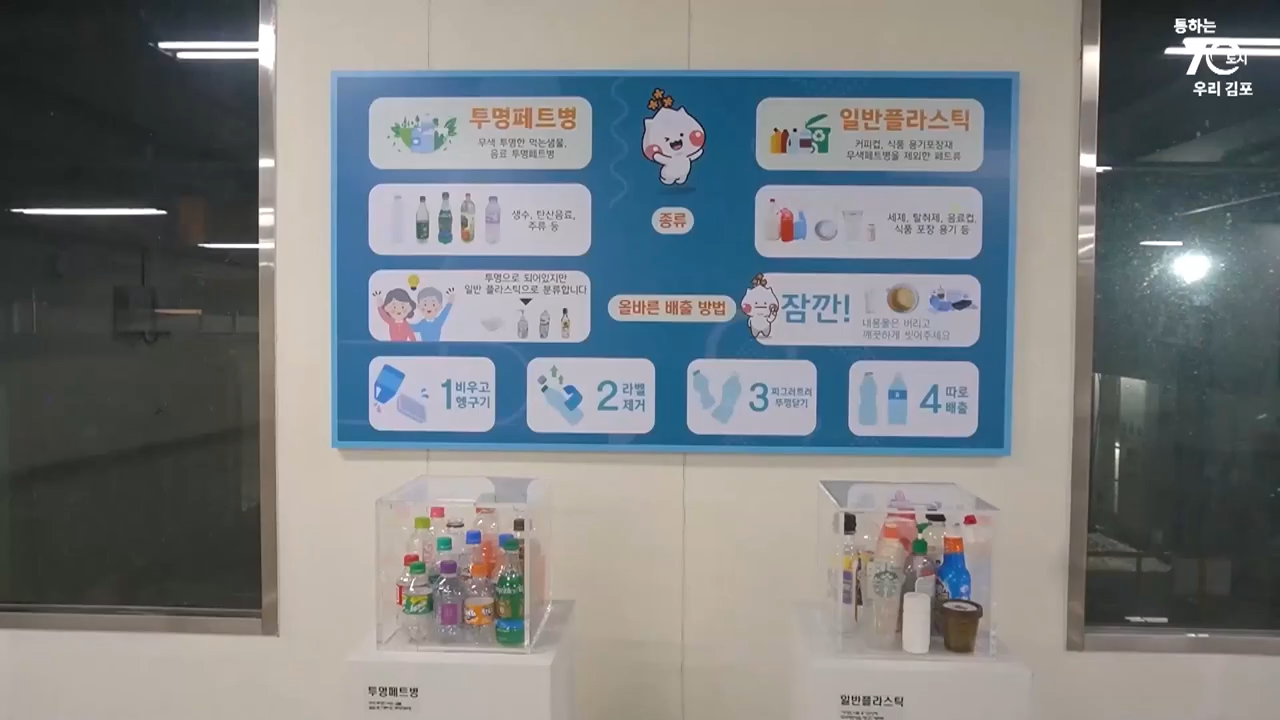 통하는
70도시
우리 김포
투명페트병
무색 투명한 먹는샘물,
음료 투명페트병
일반플라스틱
커피컵, 식품 용기포장재
무색페트병을 제외한 페트류
생수, 탄산음료,
주류 등
종류
세제, 탈취제, 음료컵,
식품 포장 용기 등
투명으로 되어있지만
일반 플라스틱으로 분류합니다
올바른 배출 방법
잠깐!
내용물은 비리고
깨끗하게 씻어주세요
1 비우고
헹구기
2 라벨
제거
3 찌그러트려
뚜껑닫기
4 따로
배출
투명페트병
일반플라스틱